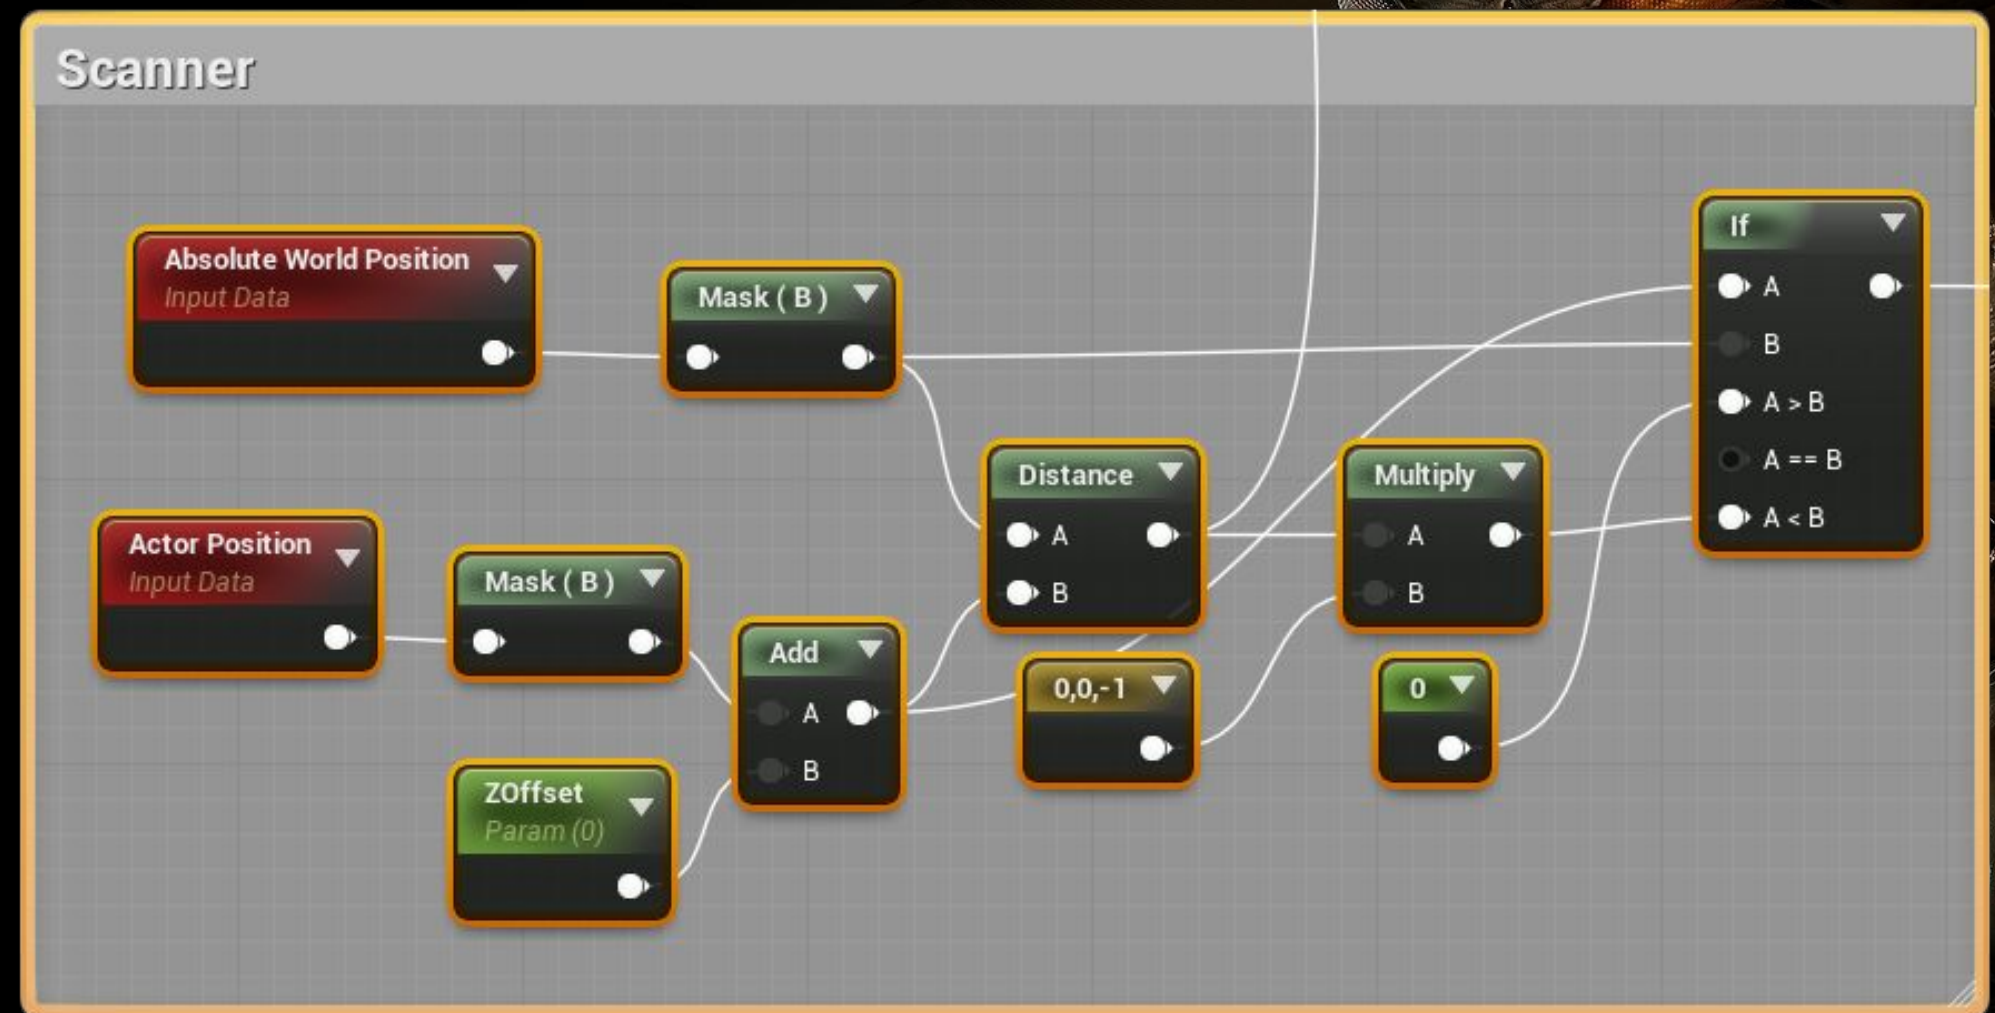 Scanner
Absolute World Position
Input Data
Mask ( B )
Actor Position
Input Data
Mask ( B )
ZOffset
Param (0)
Add
A
B
Distance
A
B
0,0,-1
Multiply
A
B
0
If
A
B
A > B
A == B
A < B